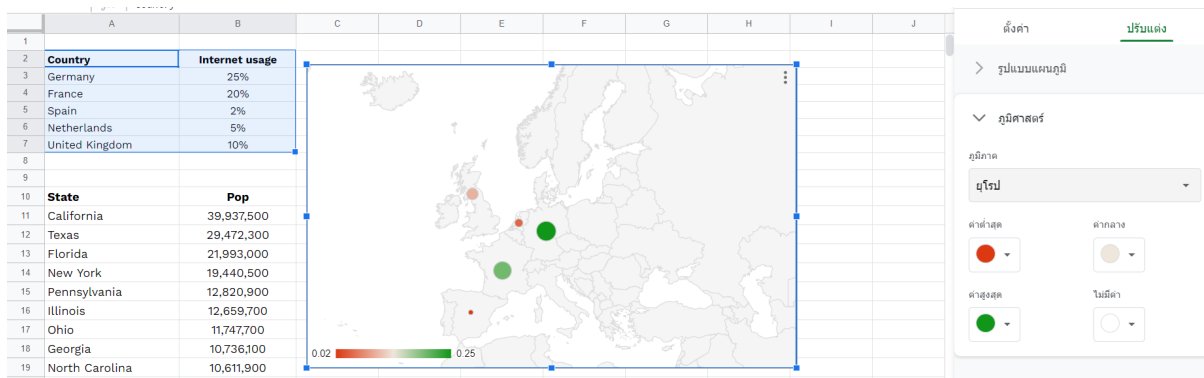 A B C D E F G H I J
ตั้งค่า ปรับแต่ง
1
2 Country Internet usage
3 Germany 25%
4 France 20%
5 Spain 2%
6 Netherlands 5%
7 United Kingdom 10%
8
9
10 State Pop
11 California 39,937,500
12 Texas 29,472,300
13 Florida 21,993,000
14 New York 19,440,500
15 Pennsylvania 12,820,900
16 Illinois 12,659,700
17 Ohio 11,747,700
18 Georgia 10,736,100
19 North Carolina 10,611,900
0.02 0.25
รูปแบบแผนภูมิ
ภูมิศาสตร์
ภูมิภาค
ยุโรป
ค่าต่ำสุด ค่ากลาง
ค่าสูงสุด ไม่มีค่า